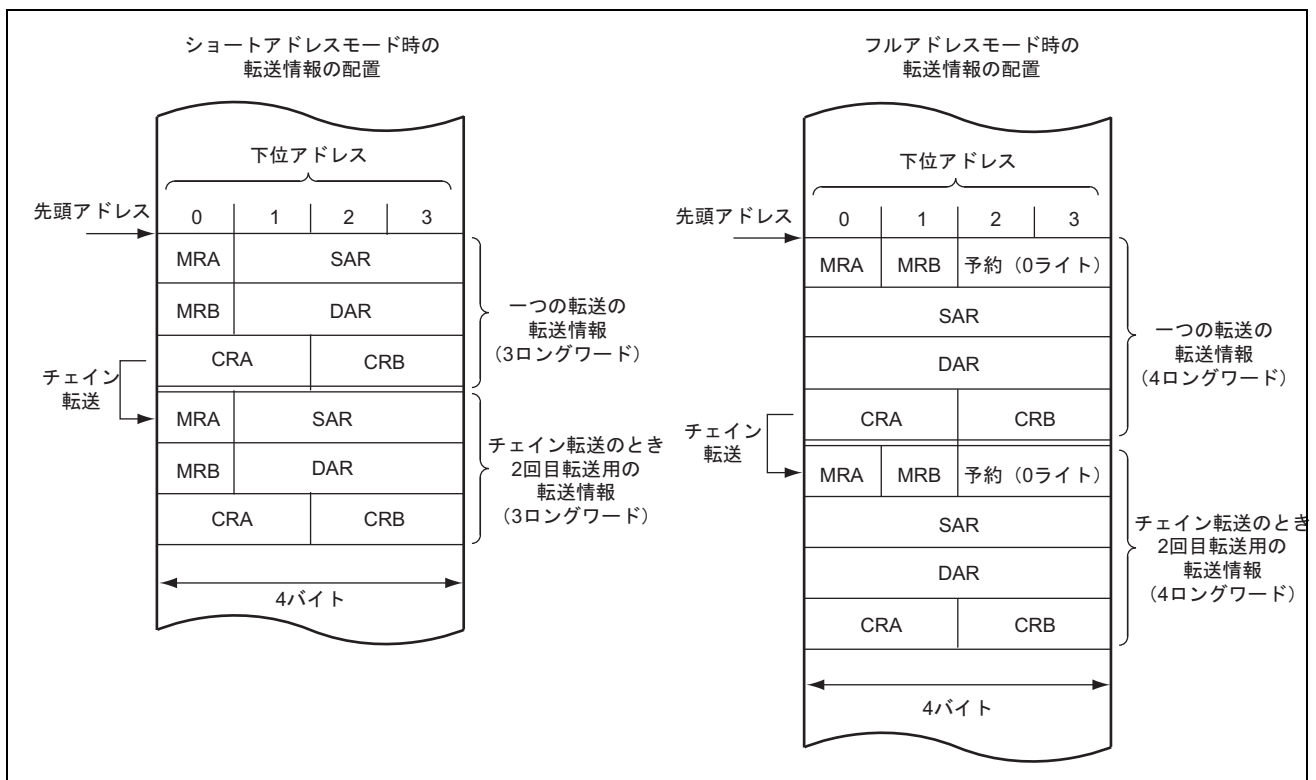 ショートアドレスモード時の
転送情報の配置
下位アドレス
先頭アドレス
0 1 2 3
MRA SAR
MRB DAR
CRA CRB
一つの転送の
転送情報
（3ロングワード）
チェイン
転送
MRA SAR
MRB DAR
CRA CRB
チェイン転送のとき
2回目転送用の
転送情報
（3ロングワード）
4バイト
フルアドレスモード時の
転送情報の配置
下位アドレス
先頭アドレス
0 1 2 3
MRA MRB 予約（0ライト）
SAR
DAR
CRA CRB
一つの転送の
転送情報
（4ロングワード）
チェイン
転送
MRA MRB 予約（0ライト）
SAR
DAR
CRA CRB
チェイン転送のとき
2回目転送用の
転送情報
（4ロングワード）
4バイト